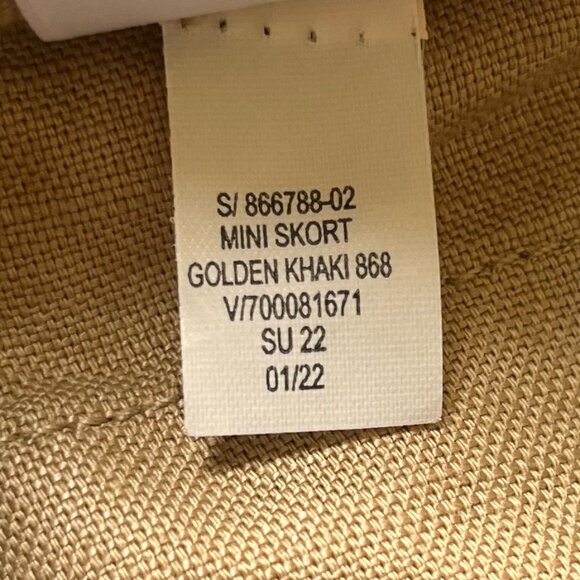 S/ 866788-02
MINI SKORT
GOLDEN KHAKI 868
V/700081671
SU 22
01/22